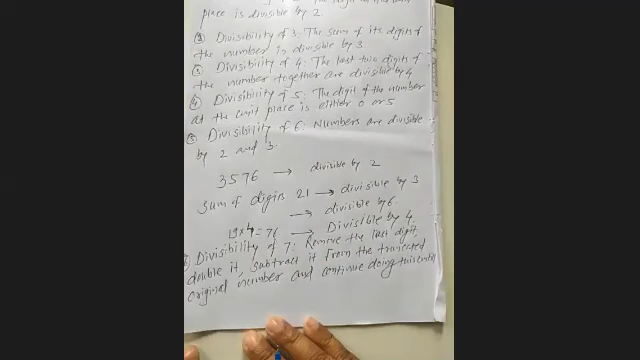 place is divisible by 2
② Divisibility of 3: The sum of its digits of
the number is divisible by 3.
③ Divisibility of 4: The last two digits of
the number together are divisible by 4
④ Divisibility of 5: The digit of the number
at the unit place is either 0 or 5
⑤ Divisibility of 6: Numbers are divisible
by 2 and 3.
3576 → divisible by 2
Sum of digits 21 → divisible by 3
→ divisible by 6.
19×4=76 → Divisible by 4.
Divisibility of 7: Remove the last digit,
double it, subtract it from the truncated
original number and continue doing this until